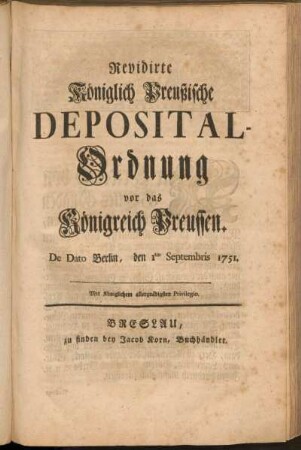 Revidirte
Königlich Preußische
DEPOSITAL-
Ordnung
vor das
Königreich Preussen.
De Dato Berlin, den 1ten Septembris 1751.
Mit Königlichem allergnädigsten Privilegio.
BRESLAU,
zu finden bey Jacob Korn, Buchhändler.